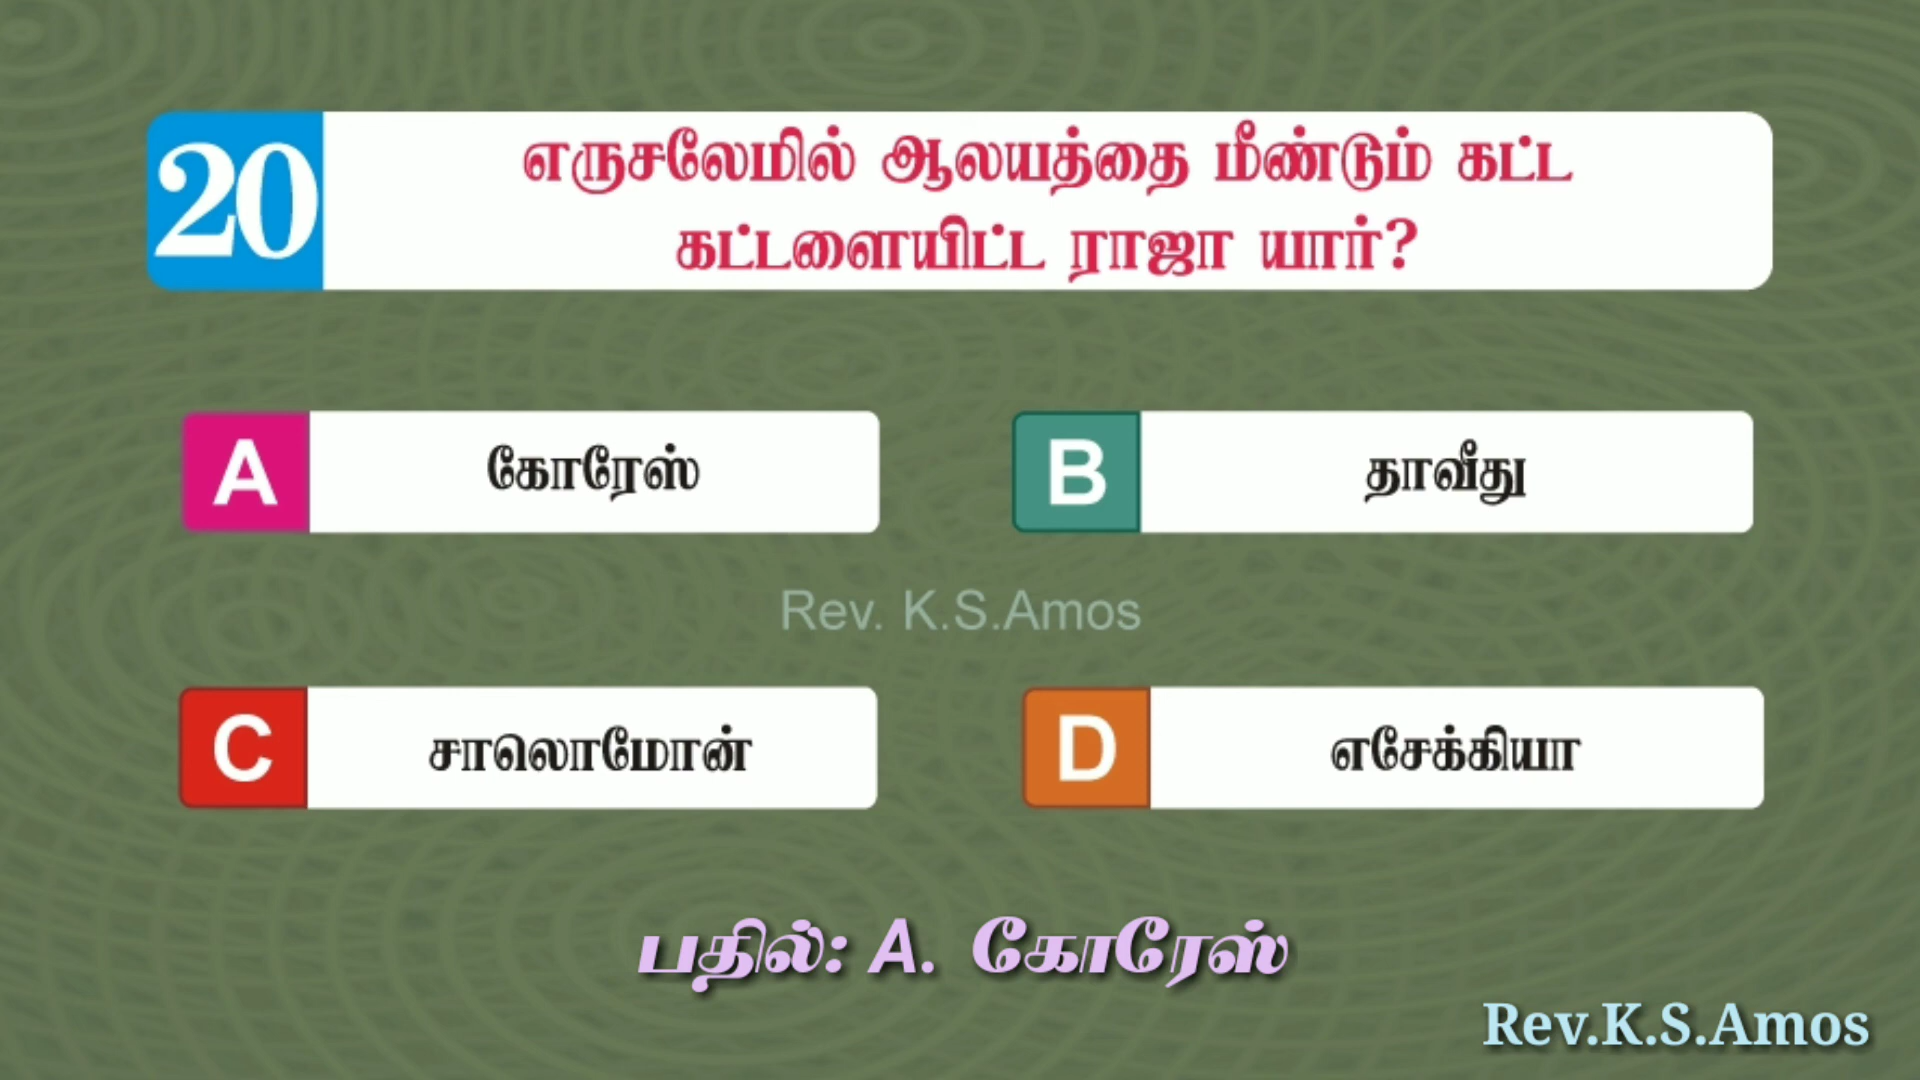 20
எருசலேமில் ஆலயத்தை மீண்டும் கட்ட
கட்டளையிட்ட ராஜா யார்?
A கோரேஸ்
B தாவீது
Rev. K.S.Amos
C சாலொமோன்
D எசேக்கியா
பதில்: A. கோரேஸ்
Rev.K.S.Amos